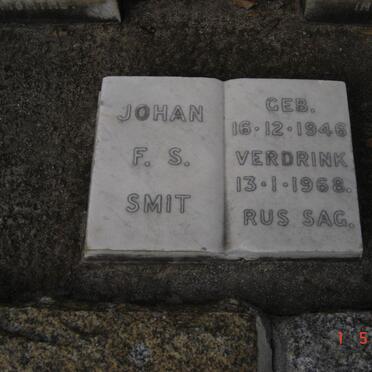 JOHAN
F. S.
SMIT
GEB.
16·12·1946
VERDRINK
13·1·1968.
RUS SAG.
1 5